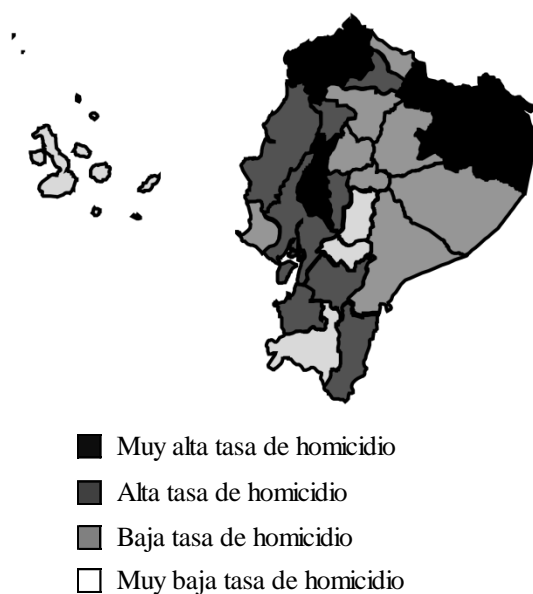 Muy alta tasa de homicidio
Alta tasa de homicidio
Baja tasa de homicidio
Muy baja tasa de homicidio